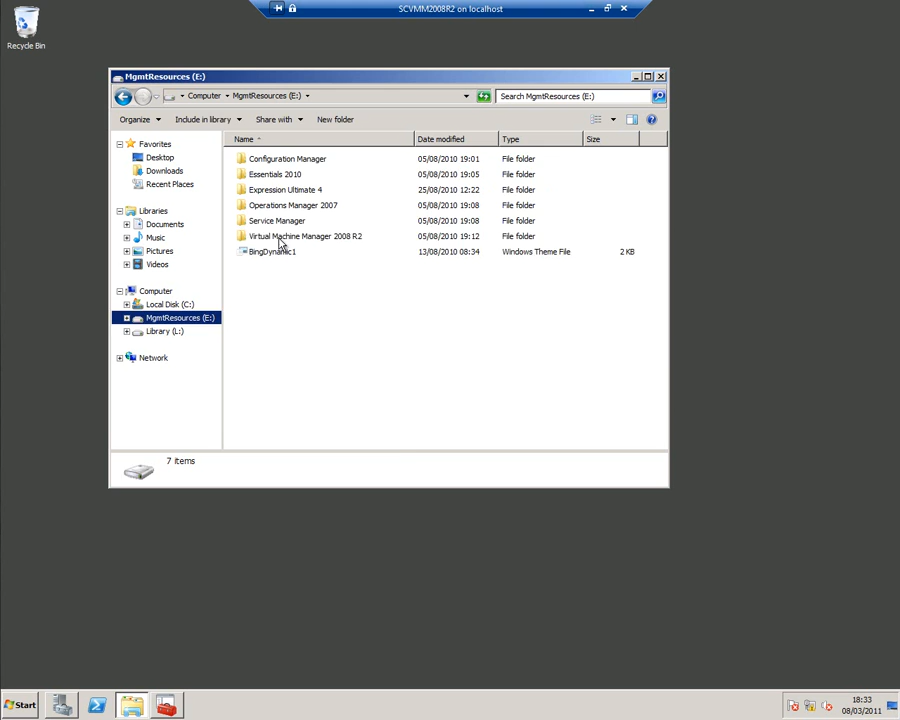 SCVMM2008R2 on localhost
Recycle Bin
MgmtResources (E:)
Computer MgmtResources (E:) Search MgmtResources (E:)
Organize Include in library Share with New folder
Name Date modified Type Size
Favorites
Desktop
Downloads
Recent Places
Libraries
Documents
Music
Pictures
Videos
Computer
Local Disk (C:)
MgmtResources (E:)
Library (L:)
Network
Configuration Manager 05/08/2010 19:01 File folder
Essentials 2010 05/08/2010 19:05 File folder
Expression Ultimate 4 25/08/2010 12:22 File folder
Operations Manager 2007 05/08/2010 19:08 File folder
Service Manager 05/08/2010 19:08 File folder
Virtual Machine Manager 2008 R2 05/08/2010 19:12 File folder
BingDynamic1 13/08/2010 08:34 Windows Theme File 2 KB
7 items
Start
18:33
08/03/2011